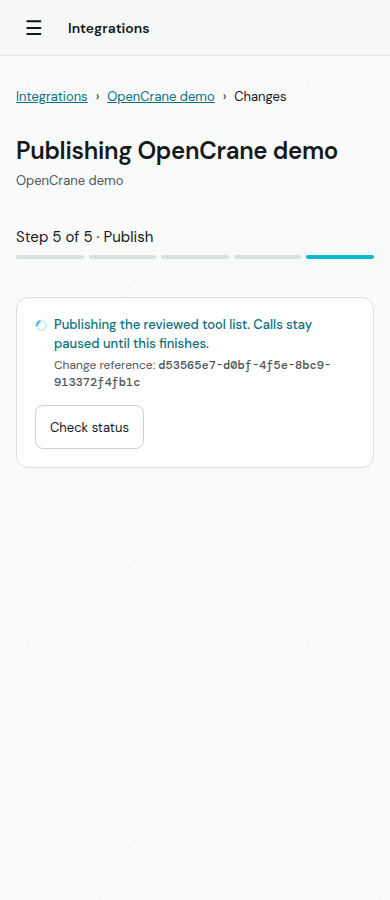 ☰ Integrations
Integrations › OpenCrane demo › Changes
Publishing OpenCrane demo
OpenCrane demo
Step 5 of 5 · Publish
Publishing the reviewed tool list. Calls stay
paused until this finishes.
Change reference: d53565e7-d0bf-4f5e-8bc9-
913372f4fb1c
Check status